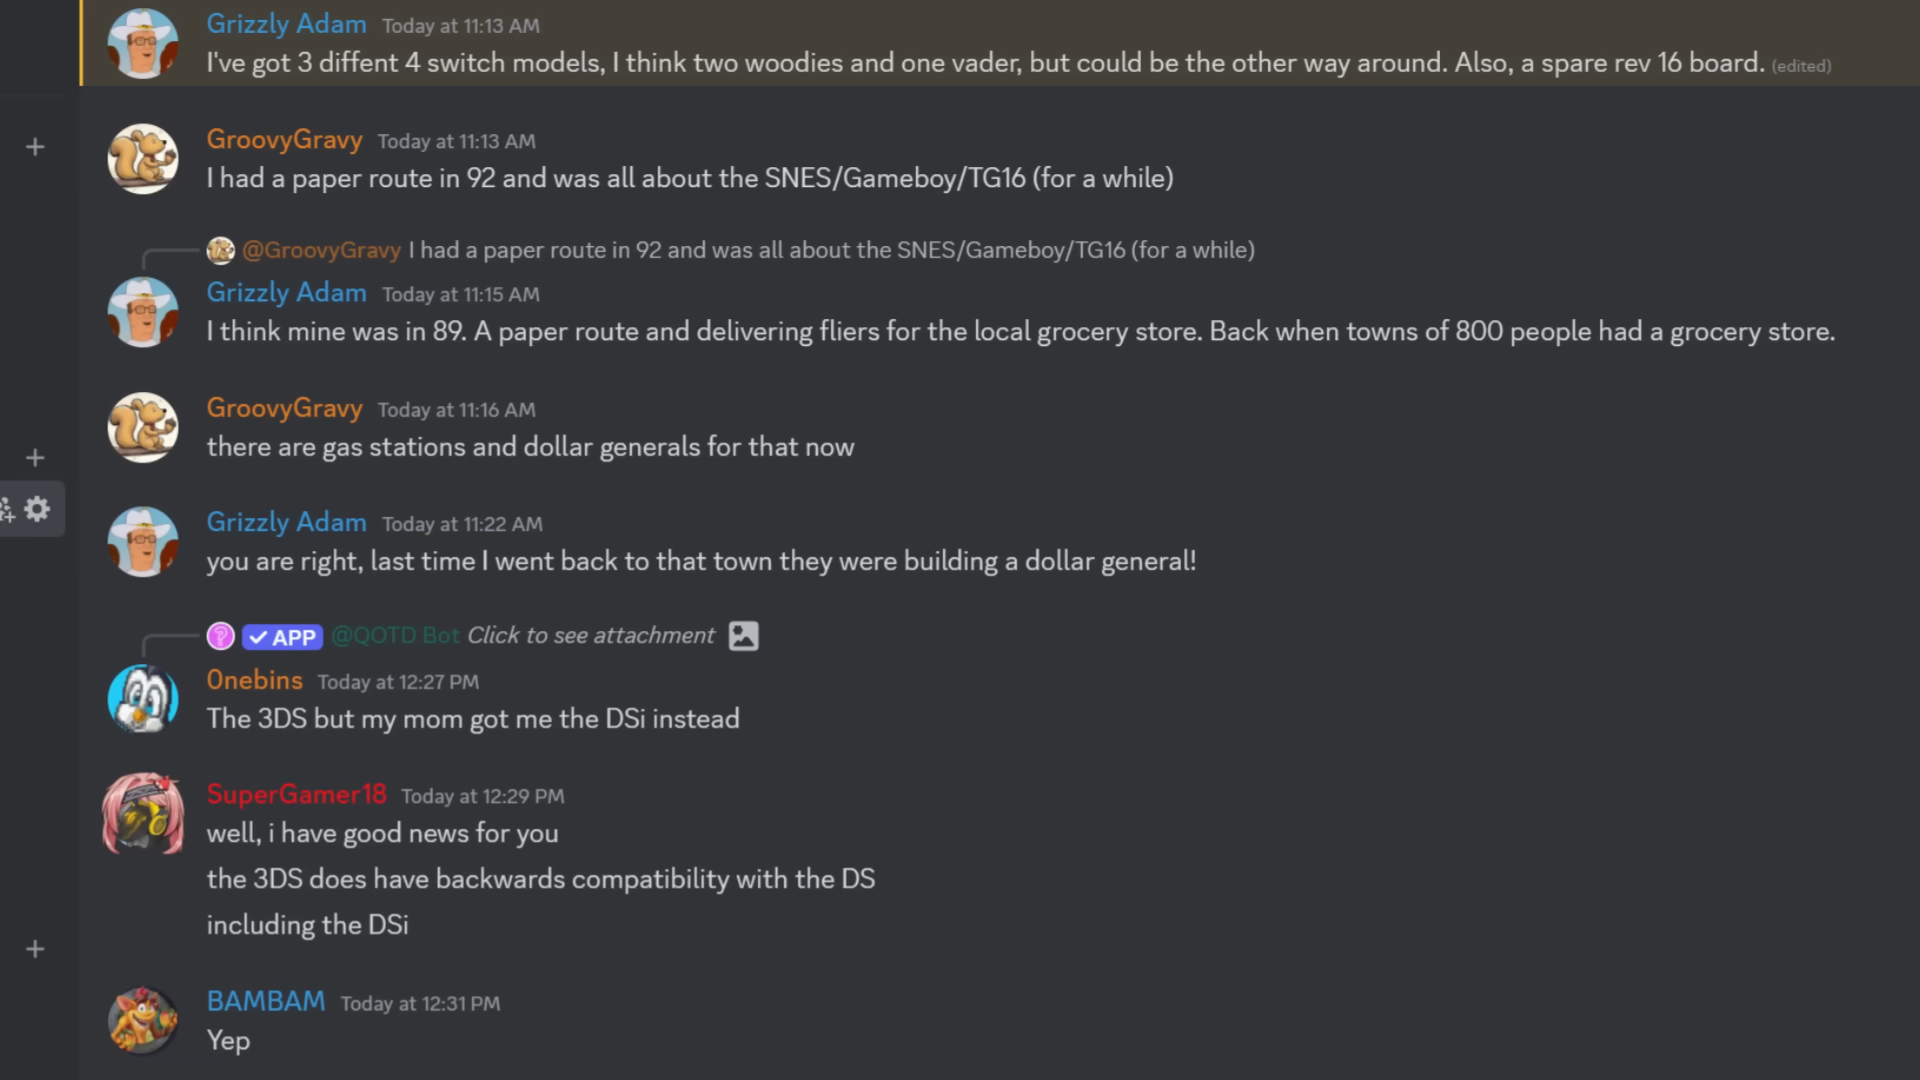 Grizzly Adam Today at 11:13 AM
I've got 3 diffent 4 switch models, I think two woodies and one vader, but could be the other way around. Also, a spare rev 16 board. (edited)
GroovyGravy Today at 11:13 AM
I had a paper route in 92 and was all about the SNES/Gameboy/TG16 (for a while)
@GroovyGravy I had a paper route in 92 and was all about the SNES/Gameboy/TG16 (for a while)
Grizzly Adam Today at 11:15 AM
I think mine was in 89. A paper route and delivering fliers for the local grocery store. Back when towns of 800 people had a grocery store.
GroovyGravy Today at 11:16 AM
there are gas stations and dollar generals for that now
Grizzly Adam Today at 11:22 AM
you are right, last time I went back to that town they were building a dollar general!
APP @QOTD Bot Click to see attachment
0nebins Today at 12:27 PM
The 3DS but my mom got me the DSi instead
SuperGamer18 Today at 12:29 PM
well, i have good news for you
the 3DS does have backwards compatibility with the DS
including the DSi
BAMBAM Today at 12:31 PM
Yep